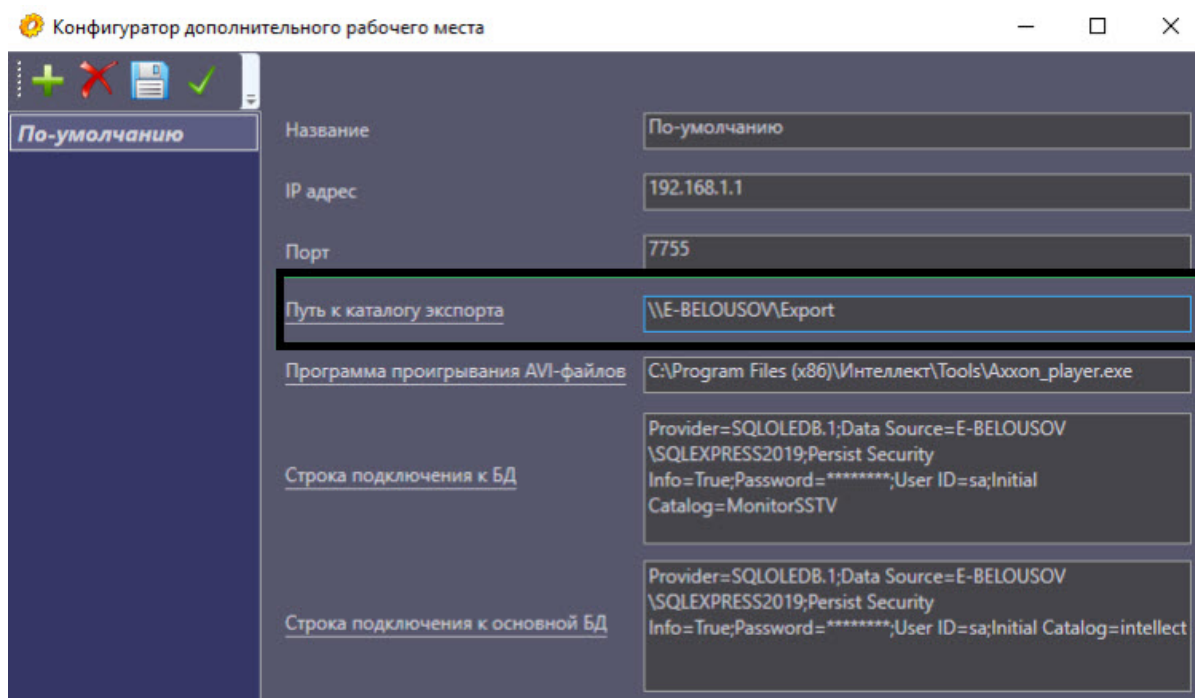 Конфигуратор дополнительного рабочего места
По-умолчанию
Название
По-умолчанию
IP адрес
192.168.1.1
Порт
7755
Путь к каталогу экспорта
\\E-BELOUSOV\Export
Программа проигрывания AVI-файлов
C:\Program Files (x86)\Интеллект\Tools\Axxon_player.exe
Строка подключения к БД
Provider=SQLOLEDB.1;Data Source=E-BELOUSOV
\SQLEXPRESS2019;Persist Security
Info=True;Password=********;User ID=sa;Initial
Catalog=MonitorSSTV
Строка подключения к основной БД
Provider=SQLOLEDB.1;Data Source=E-BELOUSOV
\SQLEXPRESS2019;Persist Security
Info=True;Password=********;User ID=sa;Initial Catalog=intellect